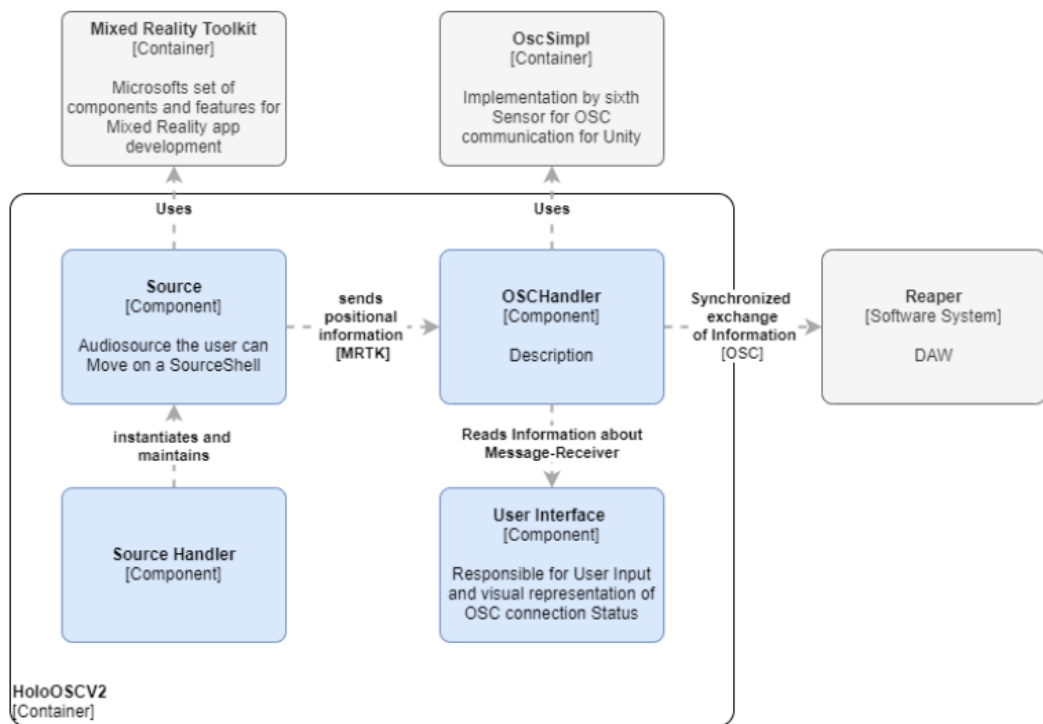 Mixed Reality Toolkit
[Container]
Microsofts set of
components and features for
Mixed Reality app
development
OscSimpl
[Container]
Implementation by sixth
Sensor for OSC
communication for Unity
Uses
Uses
Source
[Component]
Audiosource the user can
Move on a SourceShell
sends
positional
information
[MRTK]
OSCHandler
[Component]
Description
Synchronized
exchange
of Information
[OSC]
Reaper
[Software System]
DAW
instantiates and
maintains
Reads Information about
Message-Receiver
Source Handler
[Component]
User Interface
[Component]
Responsible for User Input
and visual representation of
OSC connection Status
HoloOSCV2
[Container]